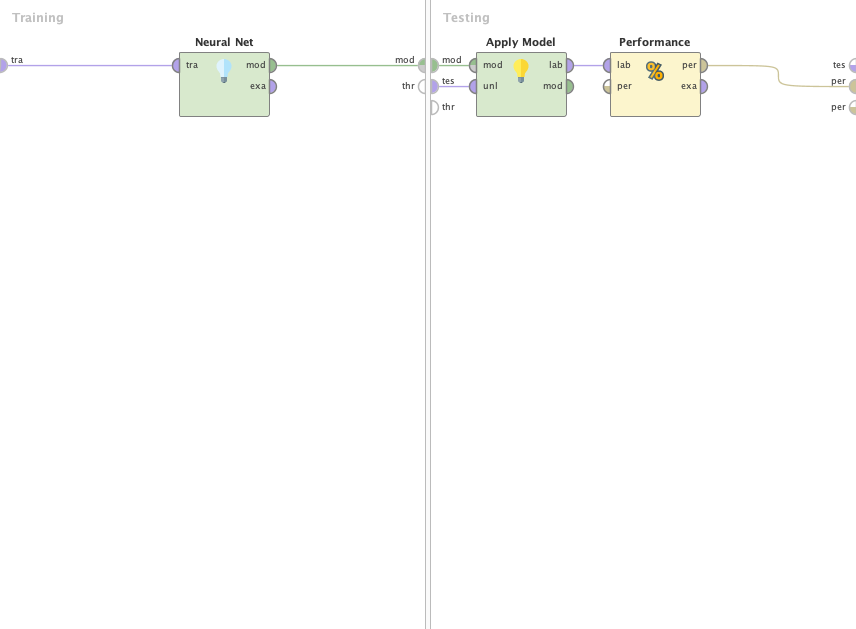 Training
Testing
Neural Net
Apply Model
Performance
tra
tra
mod
exa
mod
thr
mod
tes
thr
mod
unl
lab
mod
lab
per
per
exa
tes
per
per